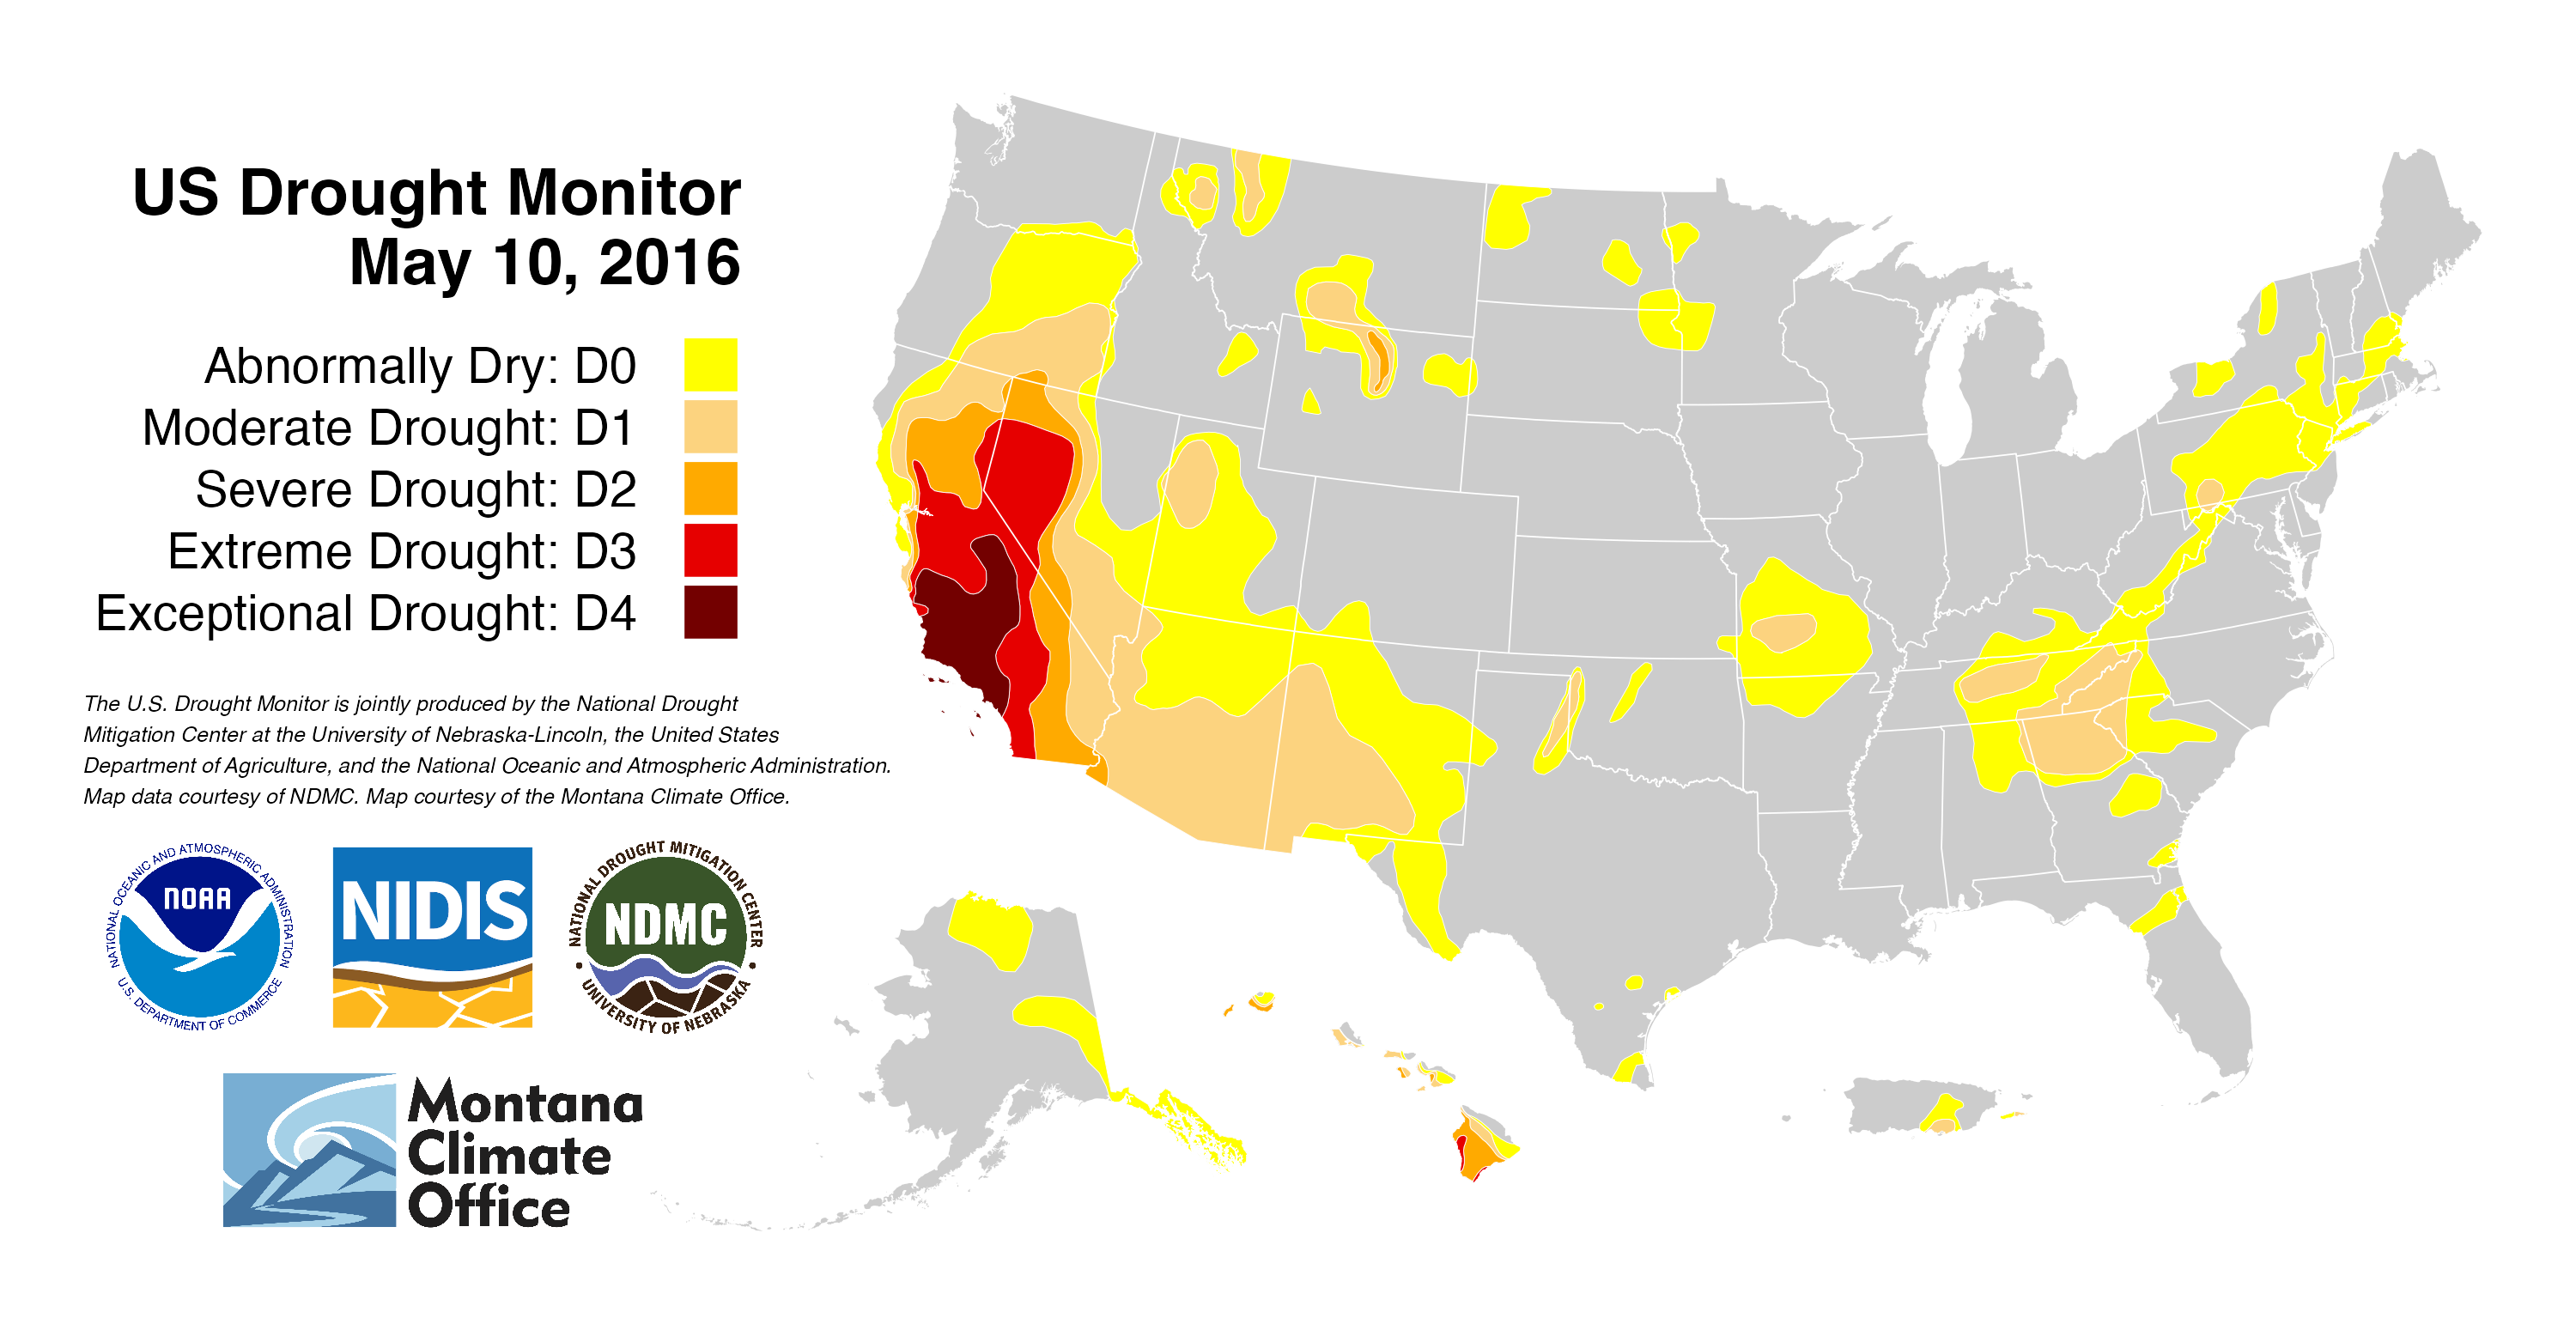 US Drought Monitor
May 10, 2016
Abnormally Dry: D0
Moderate Drought: D1
Severe Drought: D2
Extreme Drought: D3
Exceptional Drought: D4
The U.S. Drought Monitor is jointly produced by the National Drought
Mitigation Center at the University of Nebraska-Lincoln, the United States
Department of Agriculture, and the National Oceanic and Atmospheric Administration.
Map data courtesy of NDMC. Map courtesy of the Montana Climate Office.
NATIONAL OCEANIC AND ATMOSPHERIC ADMINISTRATION
NOAA
U.S. DEPARTMENT OF COMMERCE
NIDIS
NATIONAL DROUGHT MITIGATION CENTER
NDMC
UNIVERSITY OF NEBRASKA
Montana
Climate
Office